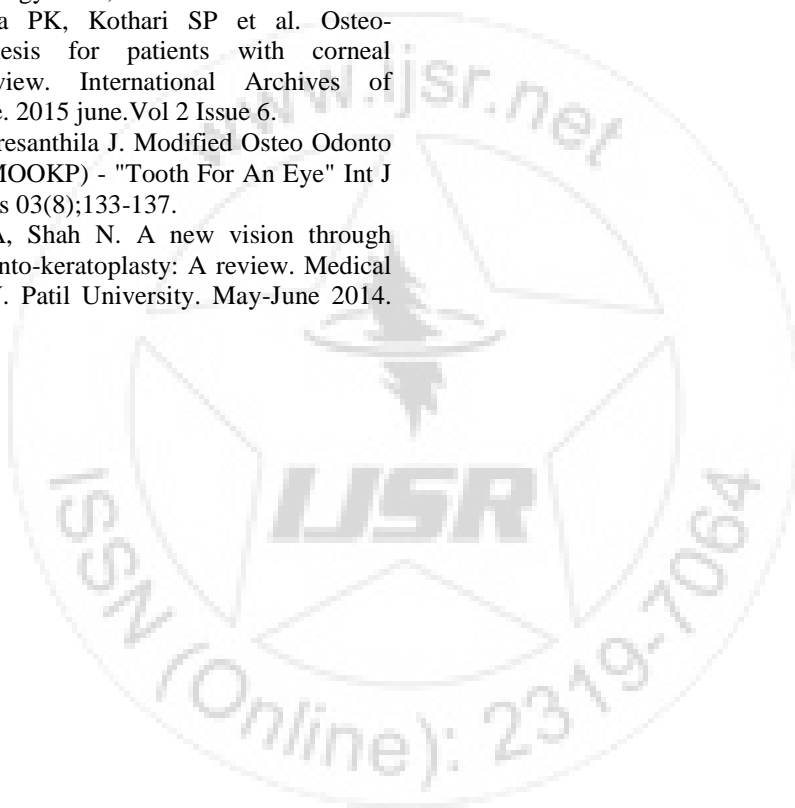 a PK, Kothari SP et al. Osteo-
esis for patients with corneal
view. International Archives of
e. 2015 june.Vol 2 Issue 6.
resanthila J. Modified Osteo Odonto
MOOKP) - "Tooth For An Eye" Int J
s 03(8);133-137.
A, Shah N. A new vision through
nto-keratoplasty: A review. Medical
Y. Patil University. May-June 2014.
www.ijsr.net
IJSR
ISSN (Online): 2319-7064